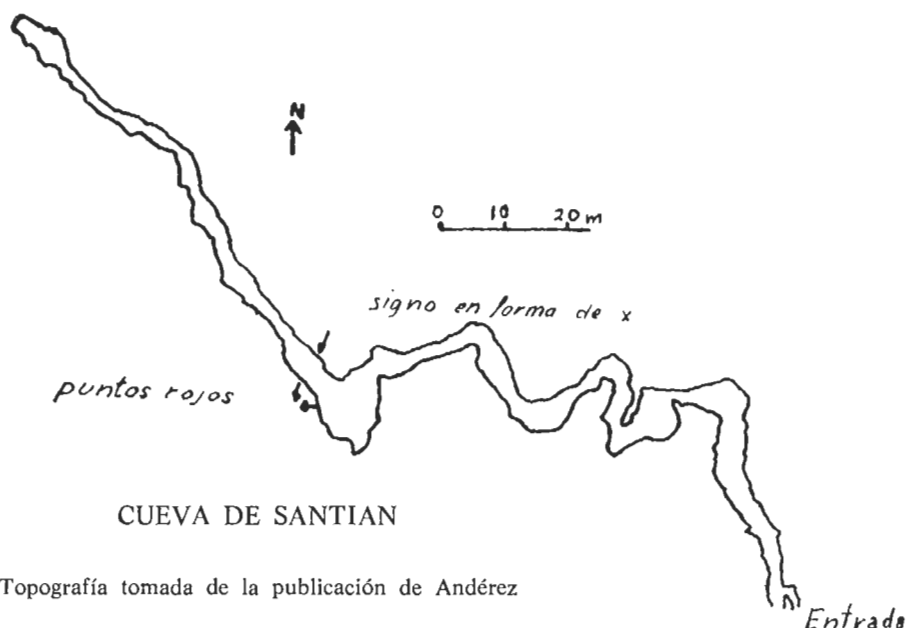 N
0 10 20 m
signo en forma de x
puntos rojos
CUEVA DE SANTIAN
Topografía tomada de la publicación de Andérez
Entrada